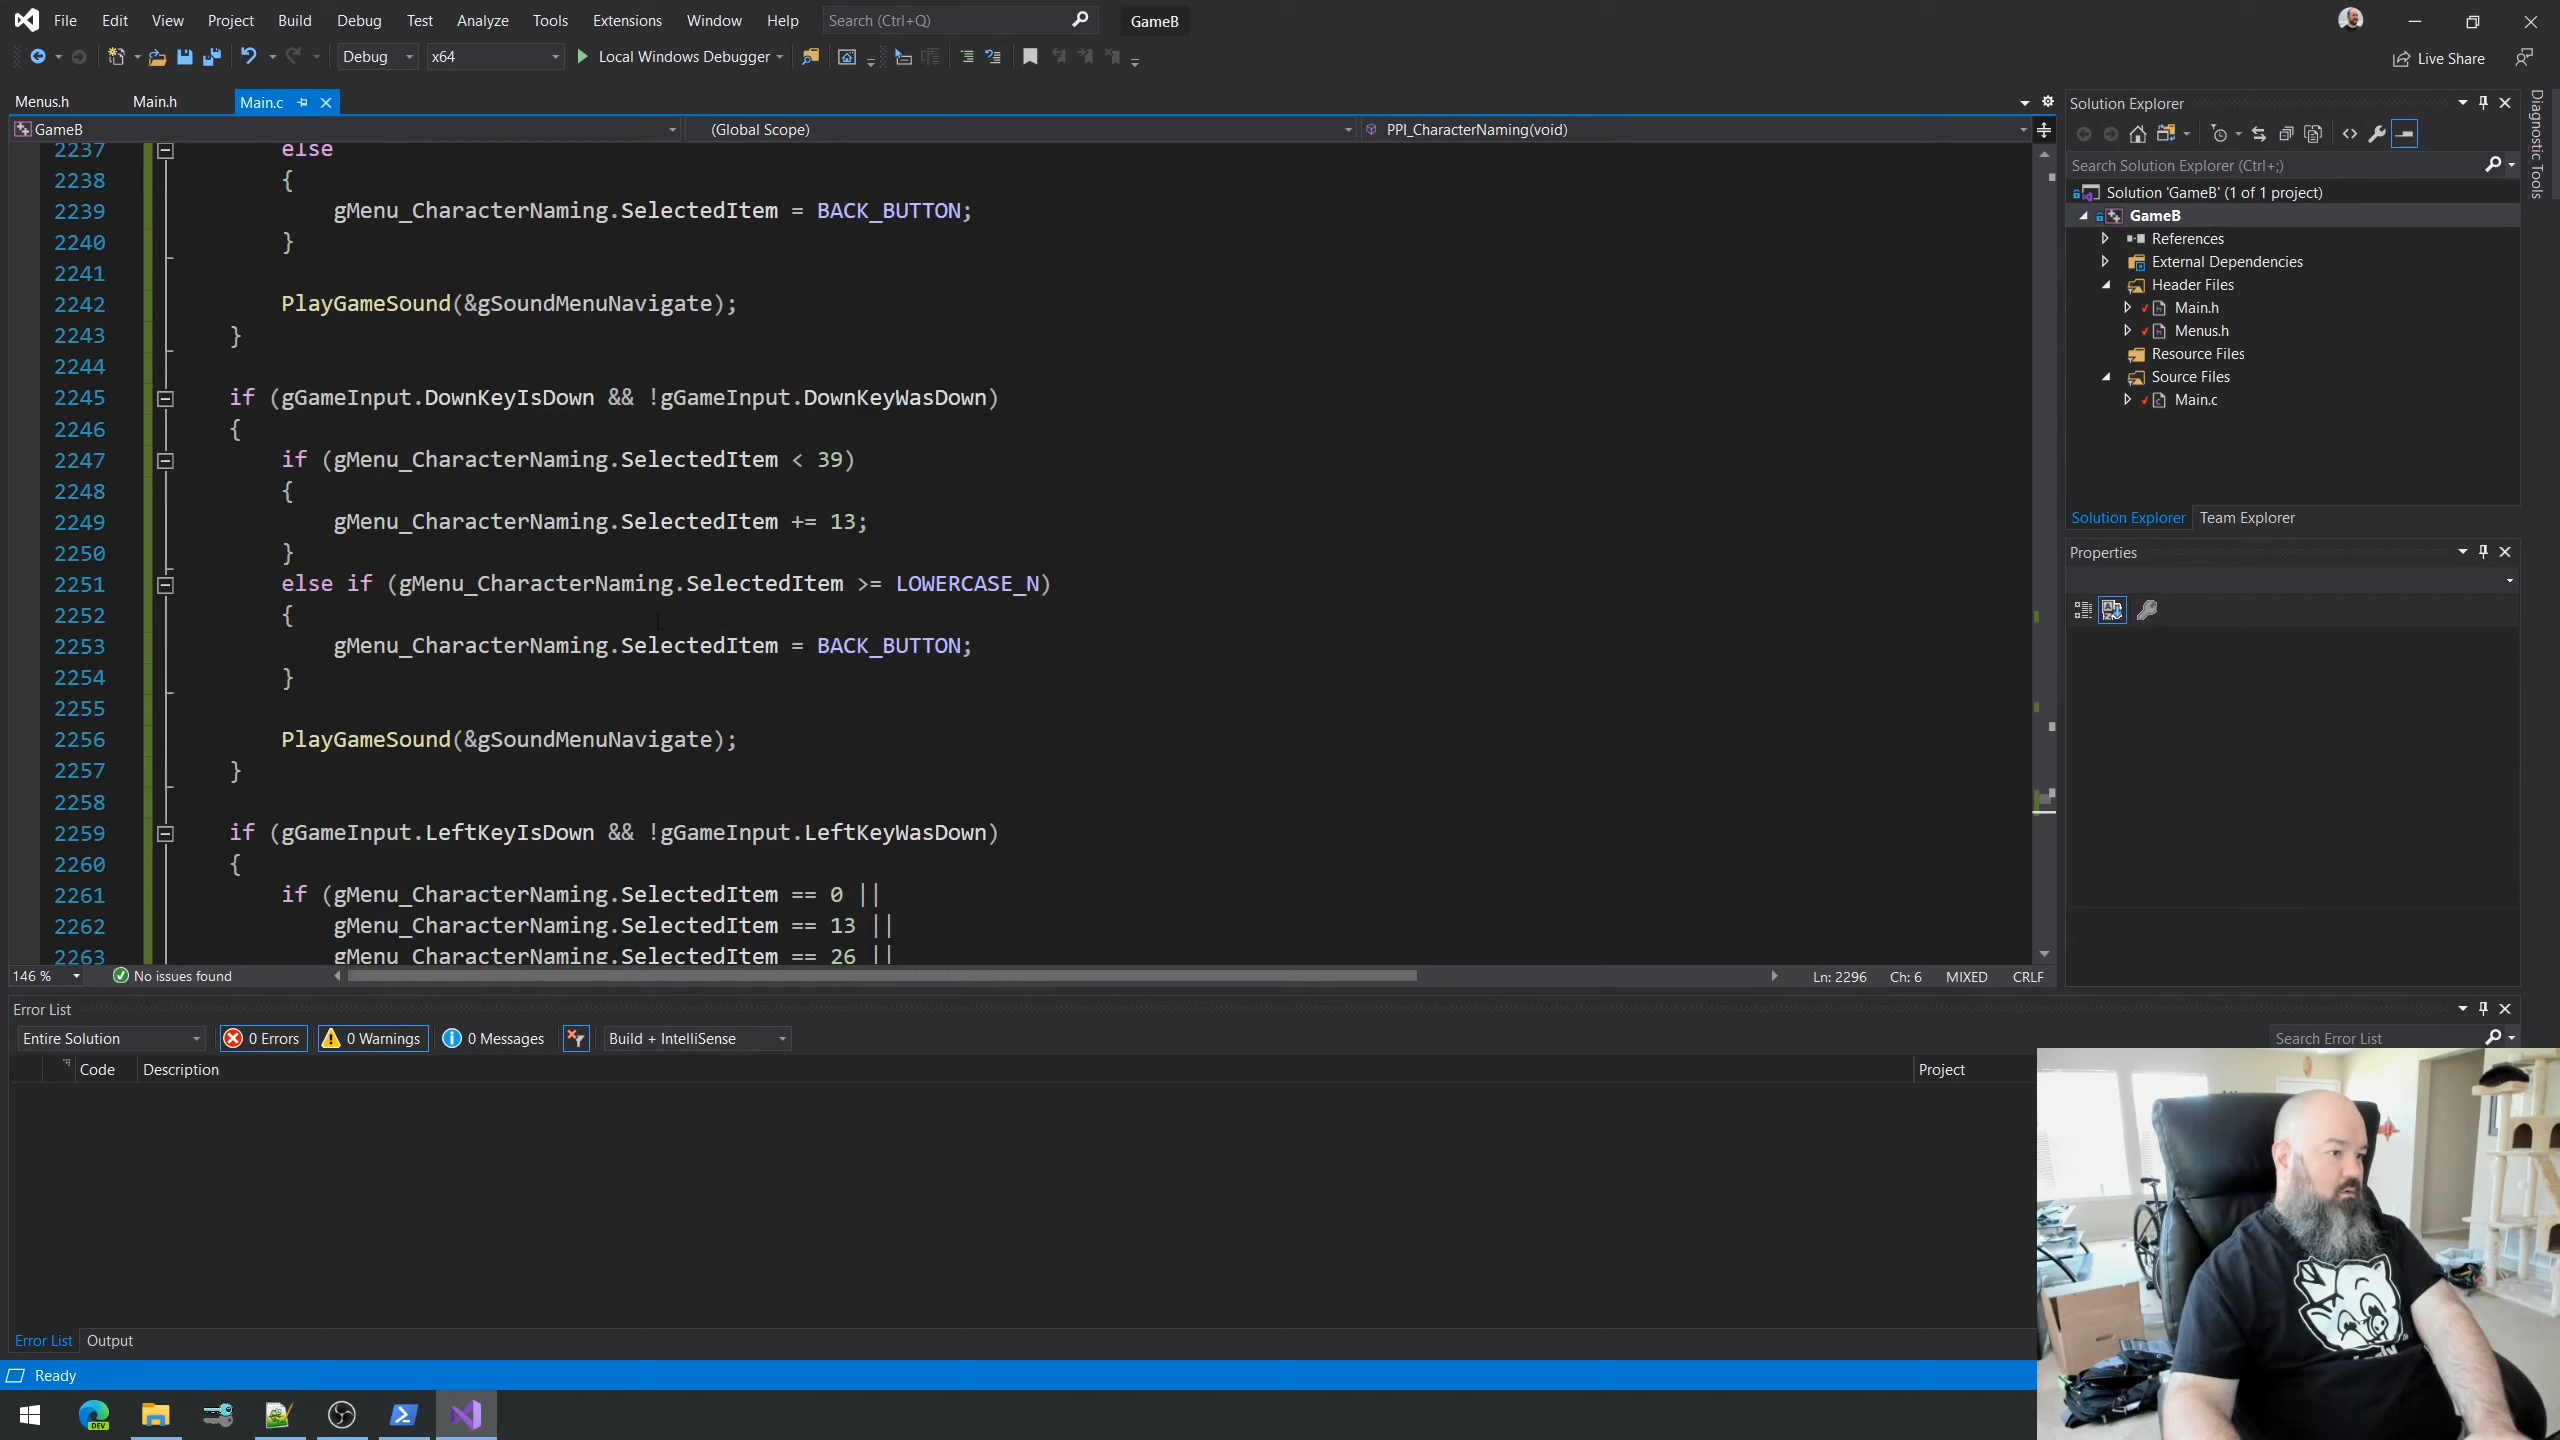 File Edit View Project Build Debug Test Analyze Tools Extensions Window Help Search (Ctrl+Q) GameB
Debug x64 Local Windows Debugger Live Share
Menus.h Main.h Main.c
GameB (Global Scope) PPI_CharacterNaming(void)
2237 else
2238 {
2239 gMenu_CharacterNaming.SelectedItem = BACK_BUTTON;
2240 }
2241
2242 PlayGameSound(&gSoundMenuNavigate);
2243 }
2244
2245 if (gGameInput.DownKeyIsDown && !gGameInput.DownKeyWasDown)
2246 {
2247 if (gMenu_CharacterNaming.SelectedItem < 39)
2248 {
2249 gMenu_CharacterNaming.SelectedItem += 13;
2250 }
2251 else if (gMenu_CharacterNaming.SelectedItem >= LOWERCASE_N)
2252 {
2253 gMenu_CharacterNaming.SelectedItem = BACK_BUTTON;
2254 }
2255
2256 PlayGameSound(&gSoundMenuNavigate);
2257 }
2258
2259 if (gGameInput.LeftKeyIsDown && !gGameInput.LeftKeyWasDown)
2260 {
2261 if (gMenu_CharacterNaming.SelectedItem == 0 ||
2262 gMenu_CharacterNaming.SelectedItem == 13 ||
2263 gMenu_CharacterNaming.SelectedItem == 26 ||
146 % No issues found Ln: 2296 Ch: 6 MIXED CRLF
Error List
Entire Solution 0 Errors 0 Warnings 0 Messages Build + IntelliSense Search Error List
Code Description Project
Error List Output
Ready
DEV
Solution Explorer
Search Solution Explorer (Ctrl+;)
Solution 'GameB' (1 of 1 project)
GameB
References
External Dependencies
Header Files
Main.h
Menus.h
Resource Files
Source Files
Main.c
Solution Explorer Team Explorer
Properties
Diagnostic Tools